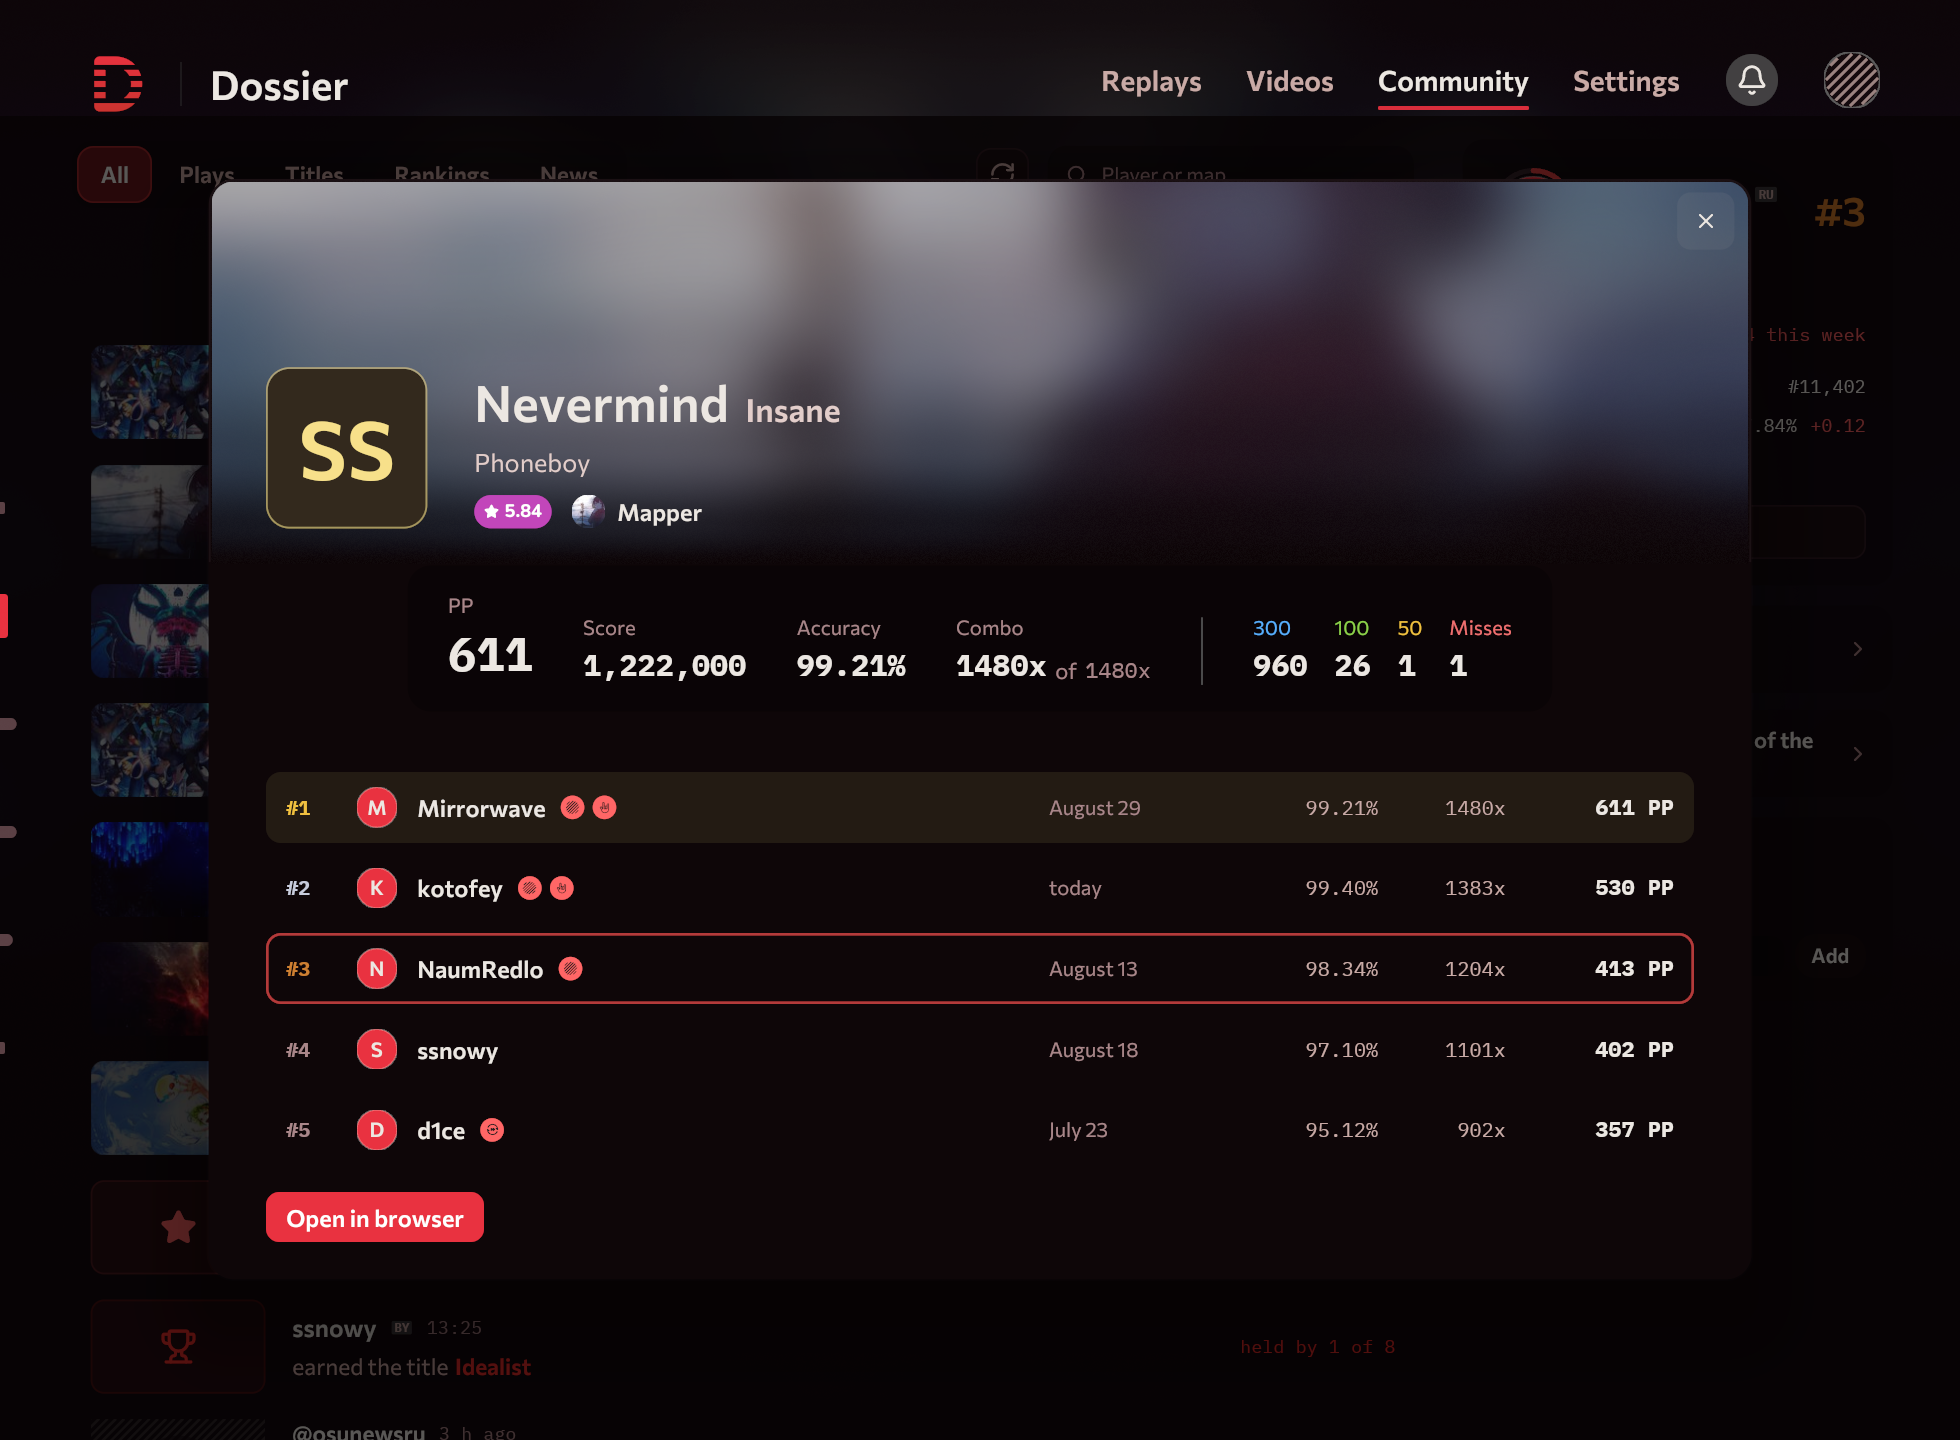 Dossier
Replays Videos Community Settings
All Plays Titles Rankings News
Player or map
RU
#3
this week
#11,402
.84% +0.12
SS
Nevermind Insane
Phoneboy
5.84 Mapper
PP Score Accuracy Combo 300 100 50 Misses
611 1,222,000 99.21% 1480x of 1480x 960 26 1 1
of the
#1 M Mirrorwave August 29 99.21% 1480x 611 PP
#2 K kotofey today 99.40% 1383x 530 PP
#3 N NaumRedlo August 13 98.34% 1204x 413 PP
Add
#4 S ssnowy August 18 97.10% 1101x 402 PP
#5 D d1ce July 23 95.12% 902x 357 PP
Open in browser
ssnowy BY 13:25
earned the title Idealist
held by 1 of 8
@osunewsru 3 h ago